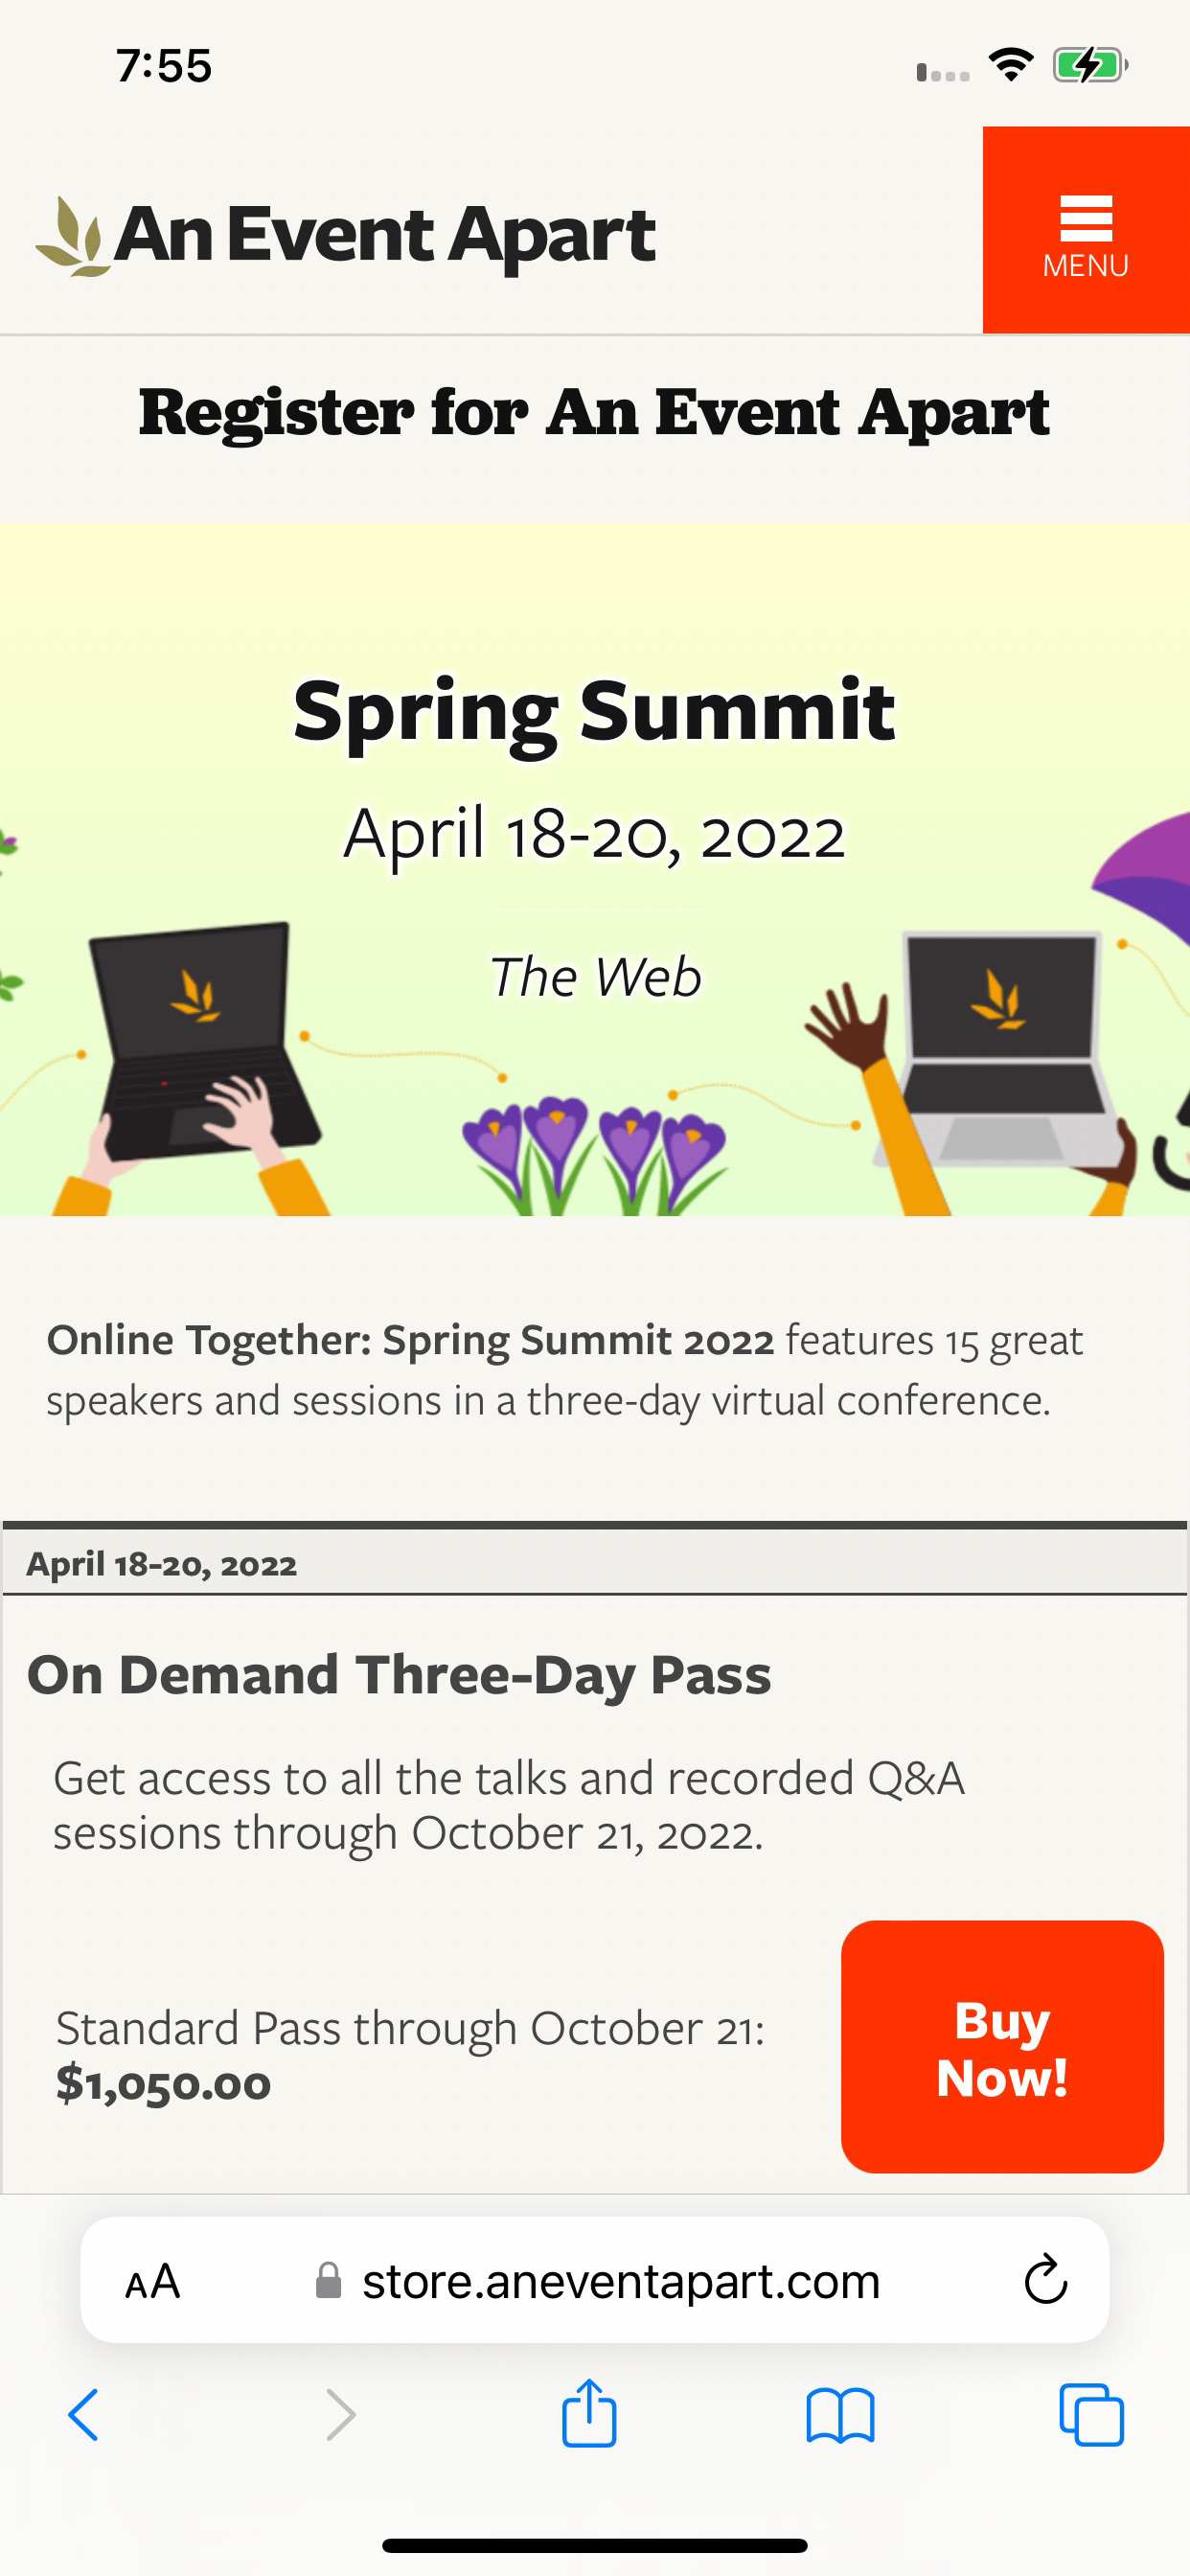 7:55
An Event Apart
MENU
Register for An Event Apart
Spring Summit
April 18-20, 2022
The Web
Online Together: Spring Summit 2022 features 15 great
speakers and sessions in a three-day virtual conference.
April 18-20, 2022
On Demand Three-Day Pass
Get access to all the talks and recorded Q&A
sessions through October 21, 2022.
Standard Pass through October 21:
$1,050.00
Buy
Now!
AA
store.aneventapart.com